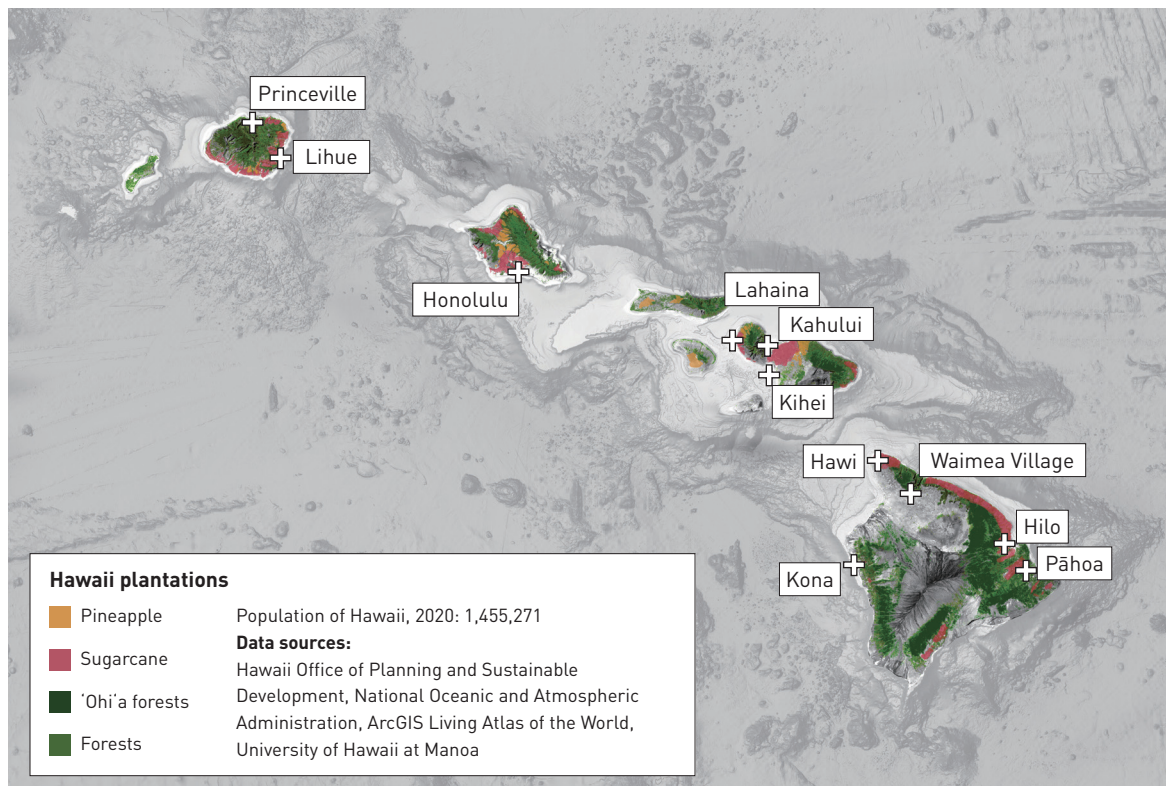 Princeville
Lihue
Honolulu
Lahaina
Kahului
Kihei
Hawi
Waimea Village
Hilo
Pāhoa
Kona
Hawaii plantations
Pineapple
Sugarcane
ʻOhiʻa forests
Forests
Population of Hawaii, 2020: 1,455,271
Data sources:
Hawaii Office of Planning and Sustainable
Development, National Oceanic and Atmospheric
Administration, ArcGIS Living Atlas of the World,
University of Hawaii at Manoa